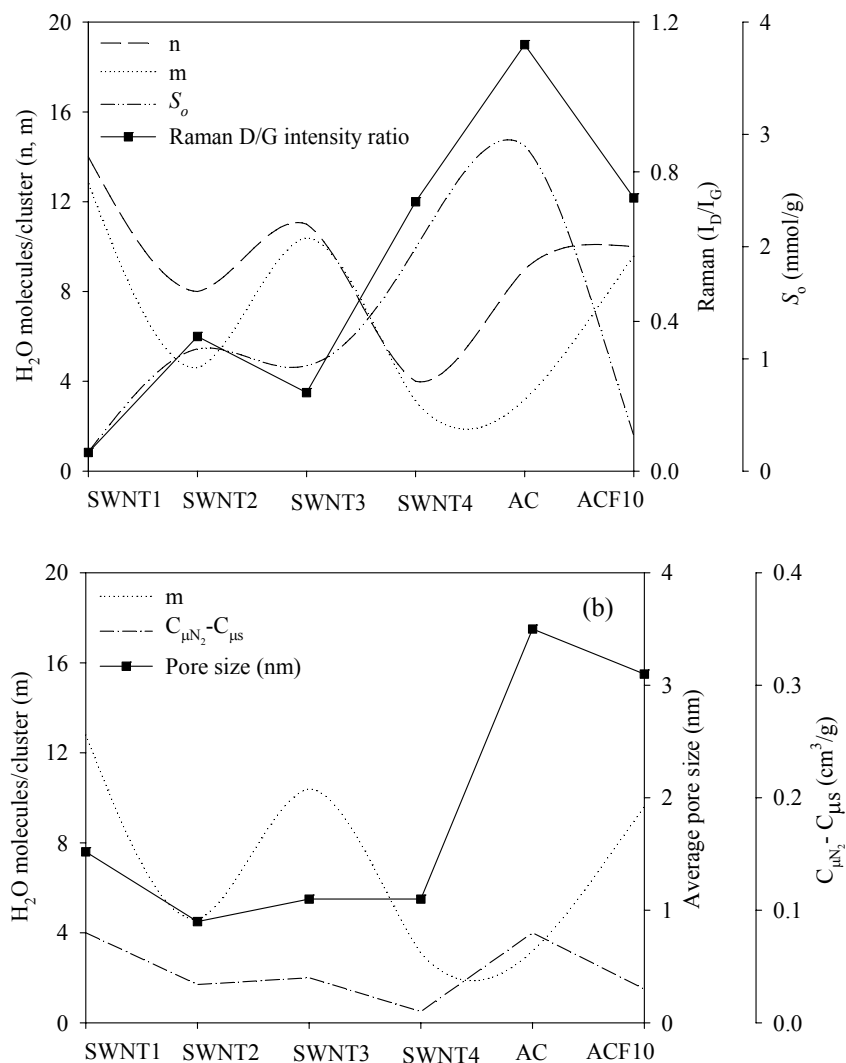 20
16
12
8
4
0
H2O molecules/cluster (n, m)
n
m
So
Raman D/G intensity ratio
1.2
0.8
0.4
0.0
Raman (ID/IG)
4
3
2
1
0
So (mmol/g)
SWNT1 SWNT2 SWNT3 SWNT4 AC ACF10
20
16
12
8
4
0
H2O molecules/cluster (m)
m
CμN2-Cμs
Pore size (nm)
(b)
4
3
2
1
0
Average pore size (nm)
0.4
0.3
0.2
0.1
0.0
CμN2- Cμs (cm3/g)
SWNT1 SWNT2 SWNT3 SWNT4 AC ACF10